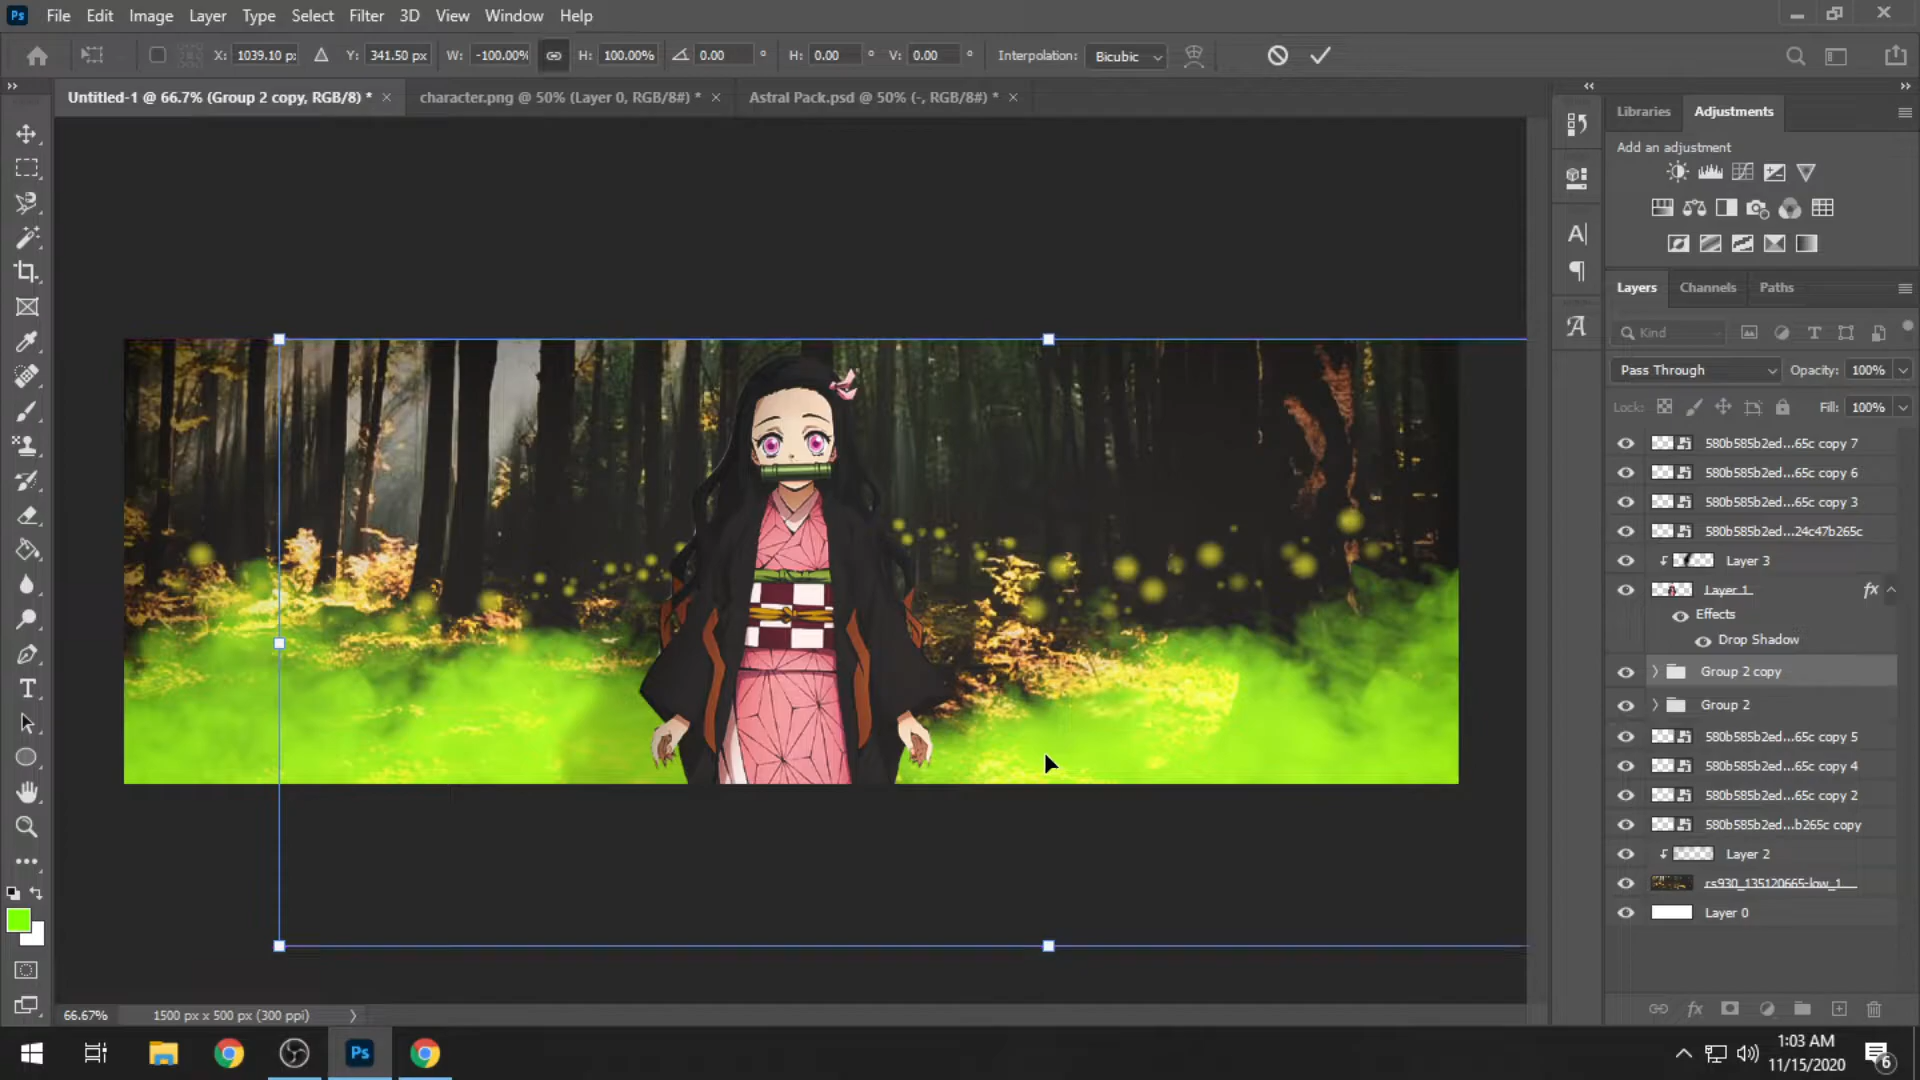 Ps File Edit Image Layer Type Select Filter 3D View Window Help
X: 1039.10 p: Y: 341.50 px W: -100.00% H: 100.00% 0.00 ° H: 0.00 ° V: 0.00 ° Interpolation: Bicubic
Untitled-1 @ 66.7% (Group 2 copy, RGB/8) * × character.png @ 50% (Layer 0, RGB/8#) * × Astral Pack.psd @ 50% (-, RGB/8#) * ×
Libraries Adjustments
Add an adjustment
Layers Channels Paths
Kind
Pass Through Opacity: 100%
Lock: Fill: 100%
580b585b2ed...65c copy 7
580b585b2ed...65c copy 6
580b585b2ed...65c copy 3
580b585b2ed...24c47b265c
Layer 3
Layer 1 fx
Effects
Drop Shadow
Group 2 copy
Group 2
580b585b2ed...65c copy 5
580b585b2ed...65c copy 4
580b585b2ed...65c copy 2
580b585b2ed...b265c copy
Layer 2
rs930_135120665-low_1...
Layer 0
66.67% 1500 px x 500 px (300 ppi)
fx
Ps
1:03 AM
11/15/2020
6